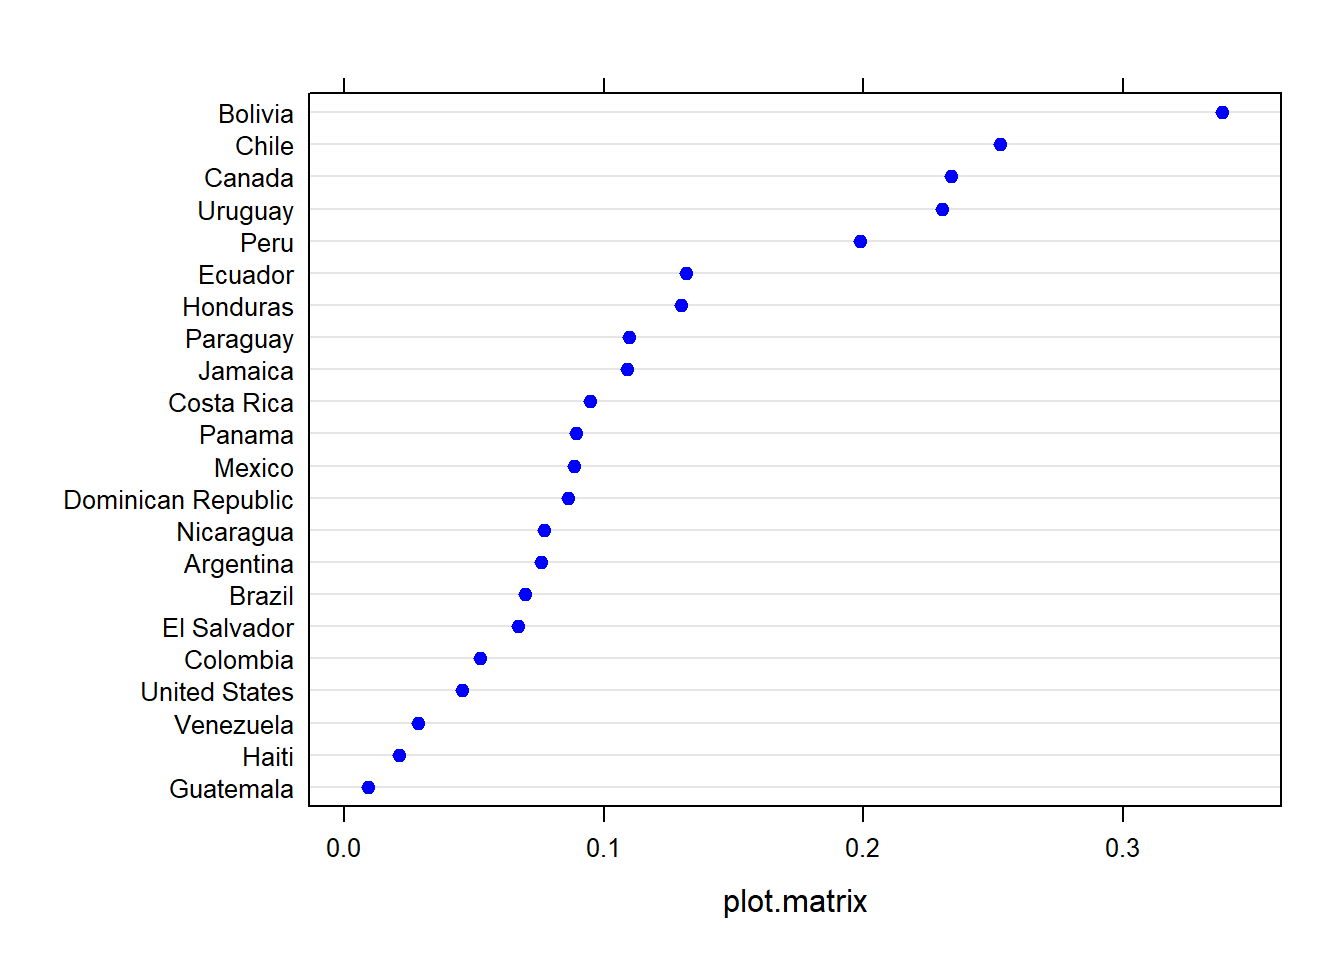 Bolivia
Chile
Canada
Uruguay
Peru
Ecuador
Honduras
Paraguay
Jamaica
Costa Rica
Panama
Mexico
Dominican Republic
Nicaragua
Argentina
Brazil
El Salvador
Colombia
United States
Venezuela
Haiti
Guatemala
0.0 0.1 0.2 0.3
plot.matrix